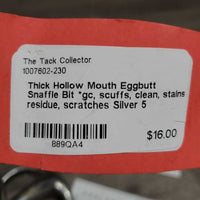 The Tack Collector
1007602-230
Thick Hollow Mouth Eggbutt
Snaffle Bit *gc, scuffs, clean, stains
residue, scratches Silver 5
$16.00
B89QA4